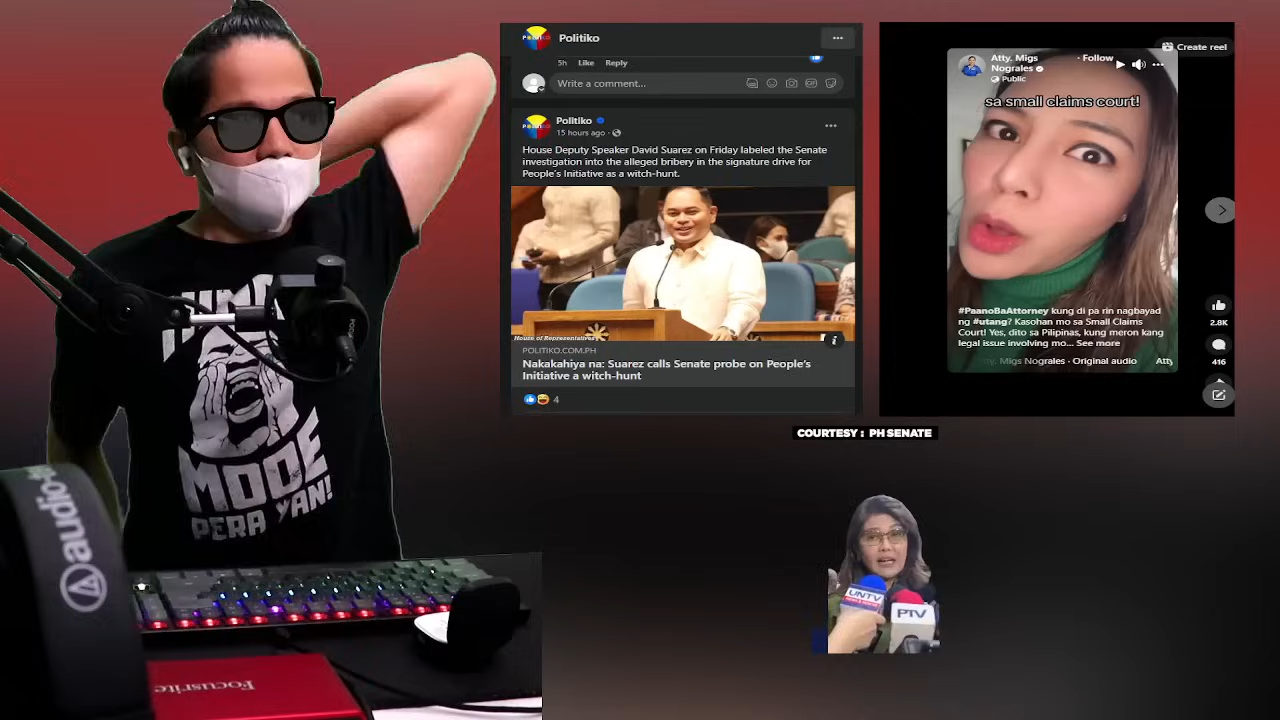 Politiko
5h Like Reply
Write a comment...
Politiko
15 hours ago
House Deputy Speaker David Suarez on Friday labeled the Senate
investigation into the alleged bribery in the signature drive for
People's Initiative as a witch-hunt.
House of Representatives
POLITIKO.COM.PH
Nakakahiya na: Suarez calls Senate probe on People's
Initiative a witch-hunt
4
Create reel
Atty. Migs
Nograles · Follow
Public
sa small claims court!
#PaanoBaAttorney kung di pa rin nagbayad
ng #utang? Kasohan mo sa Small Claims
Court! Yes, dito sa Pilipinas, kung meron kang
legal issue involving mo... See more
Migs Nograles · Original audio Atty
2.8K
416
COURTESY : PH SENATE
UNTV
PTV
MOOE
PERA YAN!
audio-te
Focusrite